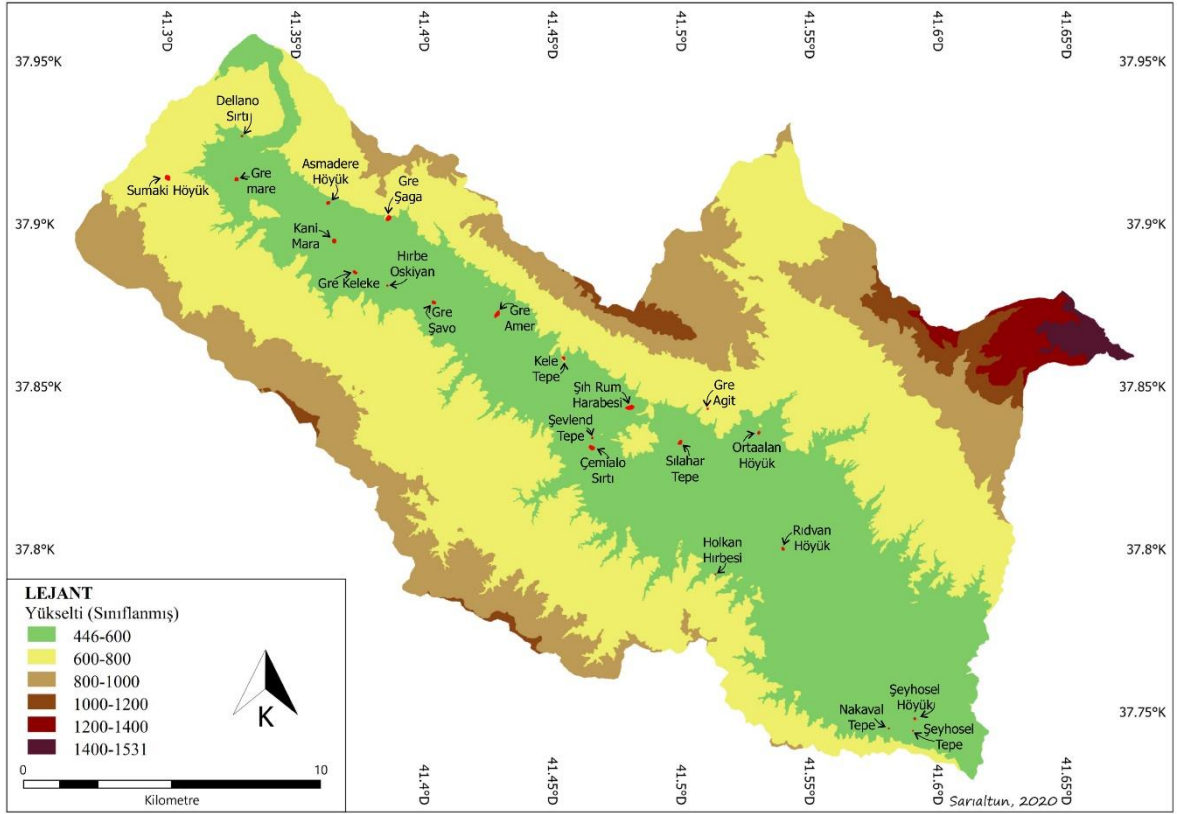 41.3°D
41.35°D
41.4°D
41.45°D
41.5°D
41.55°D
41.6°D
41.65°D
37.95°K
37.95°K
Dellano
Sırtı
Sumaki Höyük
Gre
mare
Asmadere
Höyük
Gre
Şaga
37.9°K
37.9°K
Kani
Mara
Gre Keleke
Hırbe
Oskiyan
Gre
Şavo
Gre
Amer
Kele
Tepe
37.85°K
37.85°K
Şıh Rum
Harabesi
Gre
Agit
Şevlend
Tepe
Çemialo
Sırtı
Sılahar
Tepe
Ortaalan
Höyük
37.8°K
37.8°K
Holkan
Hırbesi
Rıdvan
Höyük
37.75°K
Nakaval
Tepe
Şeyhosel
Höyük
Şeyhosel
Tepe
LEJANT
Yükselti (Sınıflanmış)
446-600
600-800
800-1000
1000-1200
1200-1400
1400-1531
K
0 10
Kilometre
41.4°D
41.45°D
41.5°D
41.55°D
41.6°D
41.65°D
Sarıaltun, 2020